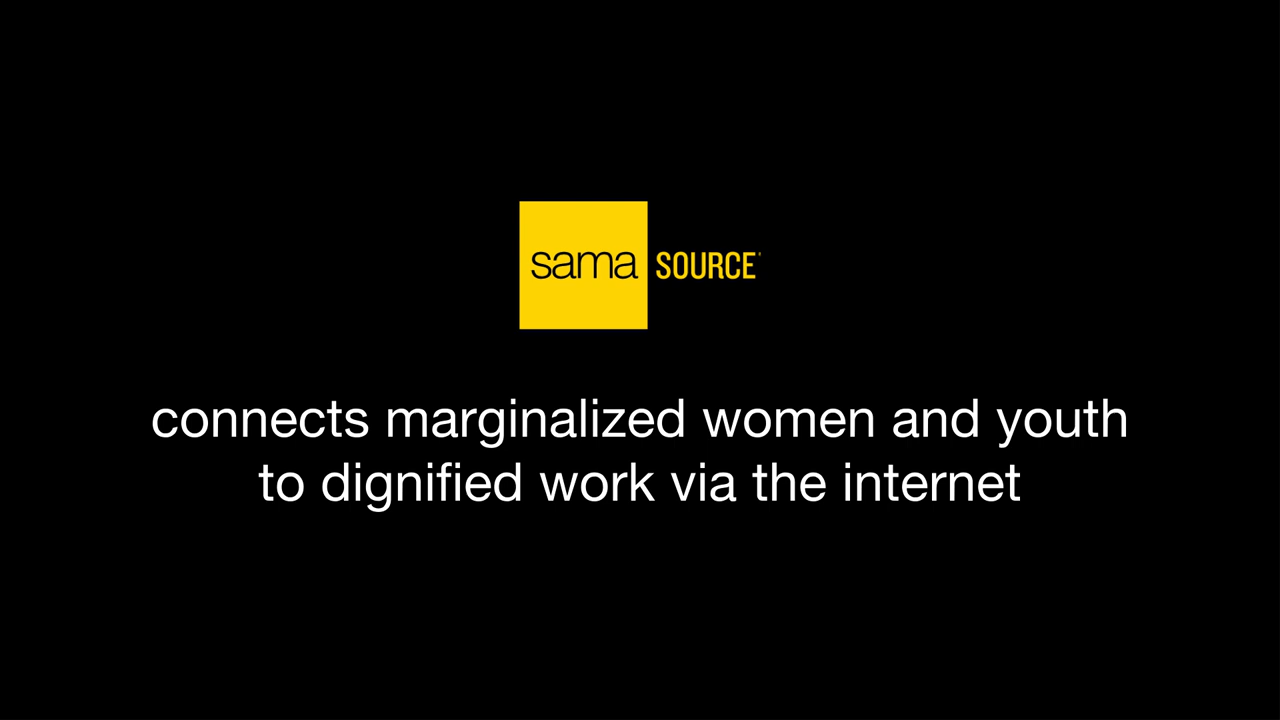 sama SOURCE
connects marginalized women and youth
to dignified work via the internet